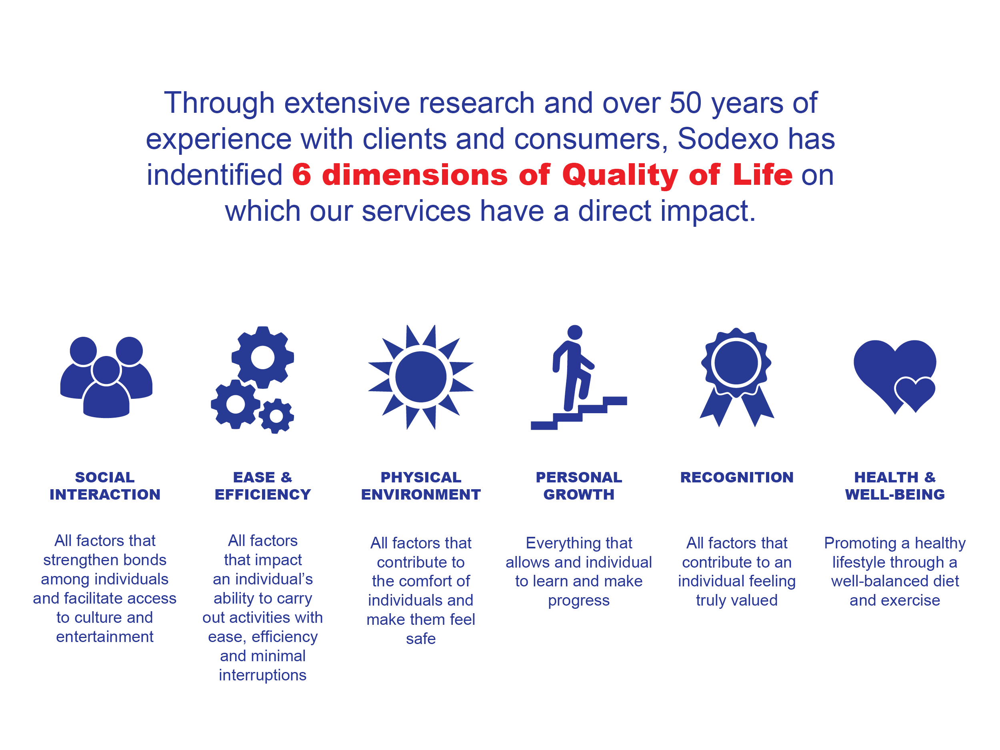 Through extensive research and over 50 years of
experience with clients and consumers, Sodexo has
indentified 6 dimensions of Quality of Life on
which our services have a direct impact.
SOCIAL
INTERACTION
All factors that
strengthen bonds
among individuals
and facilitate access
to culture and
entertainment
EASE &
EFFICIENCY
All factors
that impact
an individual’s
ability to carry
out activities with
ease, efficiency
and minimal
interruptions
PHYSICAL
ENVIRONMENT
All factors that
contribute to
the comfort of
individuals and
make them feel
safe
PERSONAL
GROWTH
Everything that
allows and individual
to learn and make
progress
RECOGNITION
All factors that
contribute to an
individual feeling
truly valued
HEALTH &
WELL-BEING
Promoting a healthy
lifestyle through a
well-balanced diet
and exercise